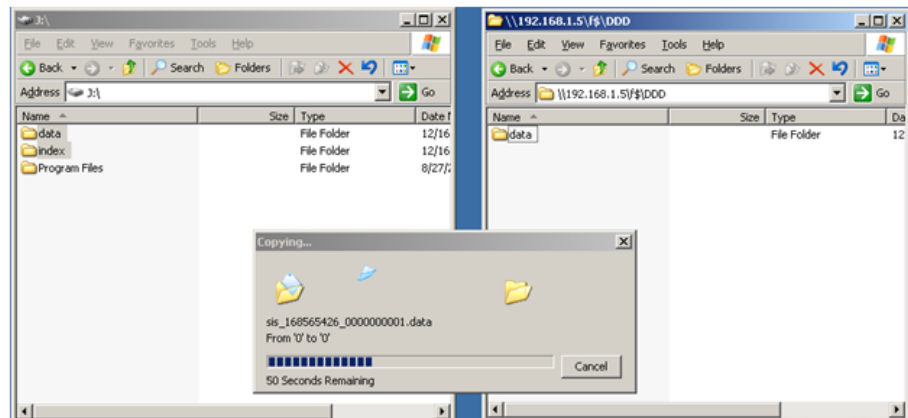 J:\
File Edit View Favorites Tools Help
Back Search Folders
Address J:\ Go
Name Size Type
data File Folder 12/16
index File Folder 12/16
Program Files File Folder 8/27/
\\192.168.1.5\f$\DDD
File Edit View Favorites Tools Help
Back Search Folders
Address \\192.168.1.5\f$\DDD Go
Name Size Type Da
data File Folder 12
Copying...
sis_168565426_0000000001.data
From '0' to '0'
50 Seconds Remaining
Cancel